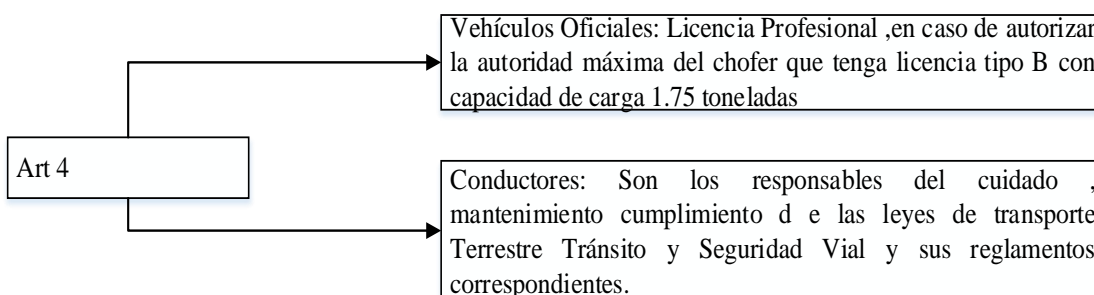 Vehículos Oficiales: Licencia Profesional ,en caso de autorizar
la autoridad máxima del chofer que tenga licencia tipo B con
capacidad de carga 1.75 toneladas
Art 4
Conductores: Son los responsables del cuidado ,
mantenimiento cumplimiento d e las leyes de transporte
Terrestre Tránsito y Seguridad Vial y sus reglamentos
correspondientes.